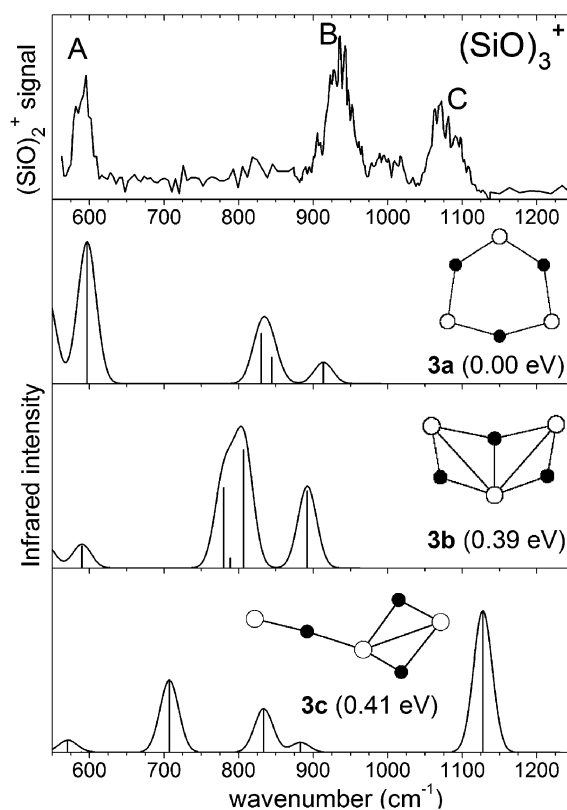 A
B
C
(SiO)₃⁺
(SiO)₂⁺ signal
600 700 800 900 1000 1100 1200
3a (0.00 eV)
Infrared intensity
3b (0.39 eV)
3c (0.41 eV)
600 700 800 900 1000 1100 1200
wavenumber (cm⁻¹)